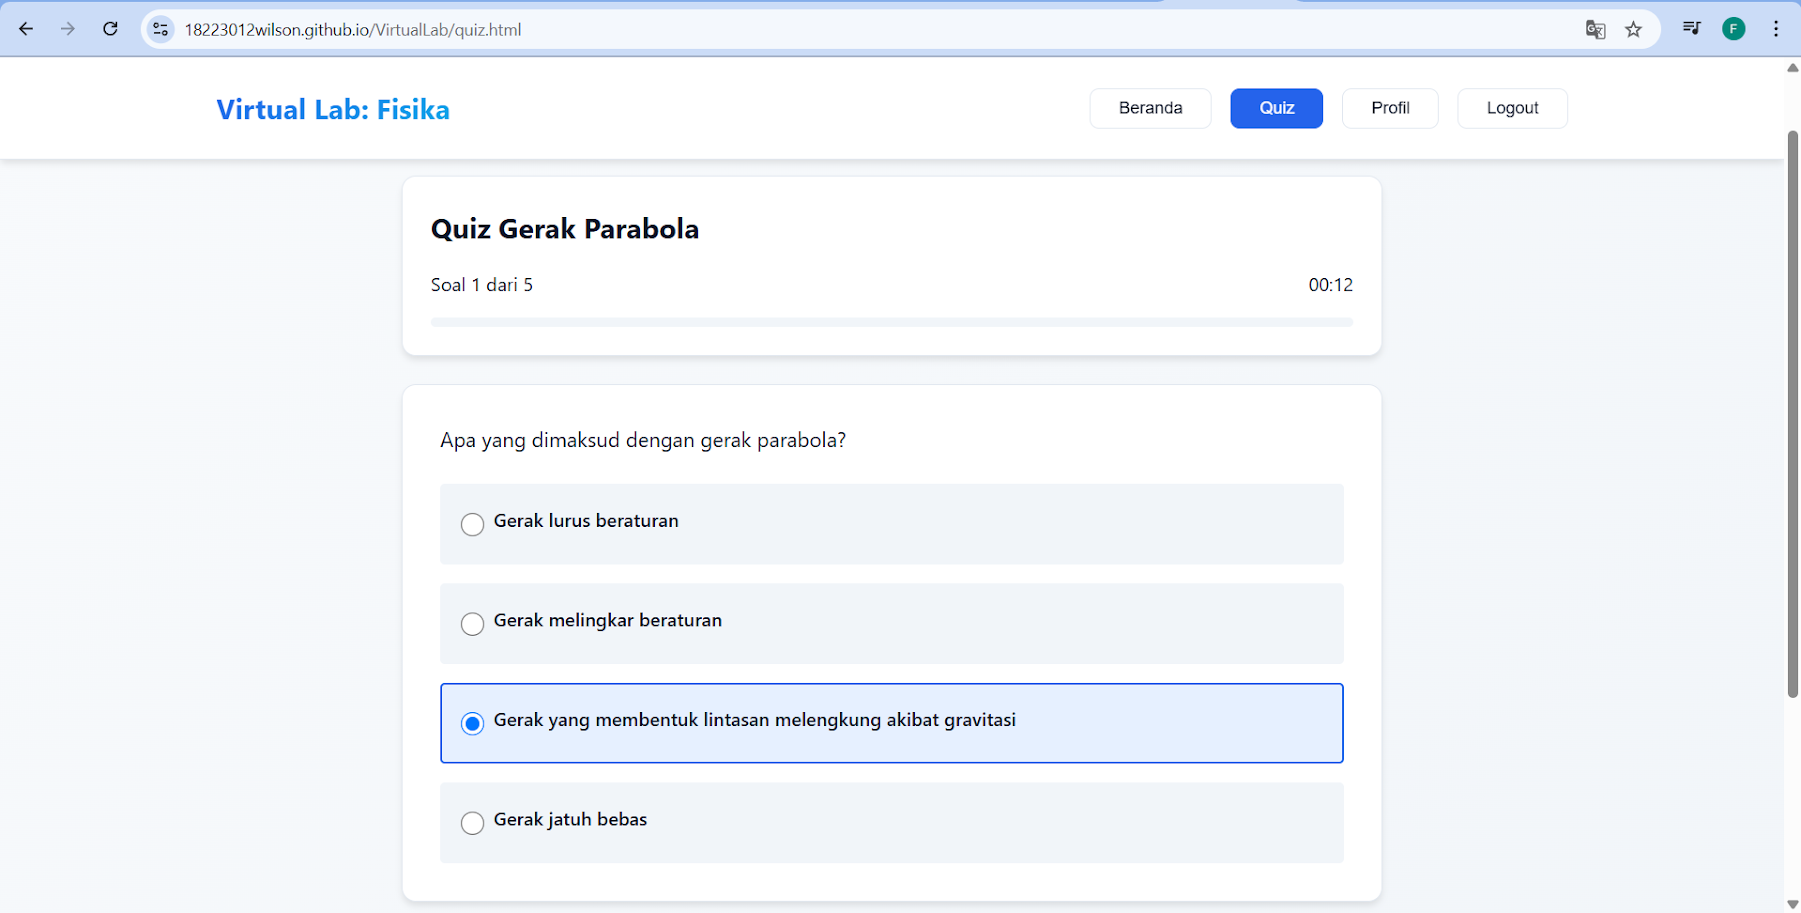 18223012wilson.github.io/VirtualLab/quiz.html
F
Virtual Lab: Fisika
Beranda
Quiz
Profil
Logout
Quiz Gerak Parabola
Soal 1 dari 5
00:12
Apa yang dimaksud dengan gerak parabola?
Gerak lurus beraturan
Gerak melingkar beraturan
Gerak yang membentuk lintasan melengkung akibat gravitasi
Gerak jatuh bebas